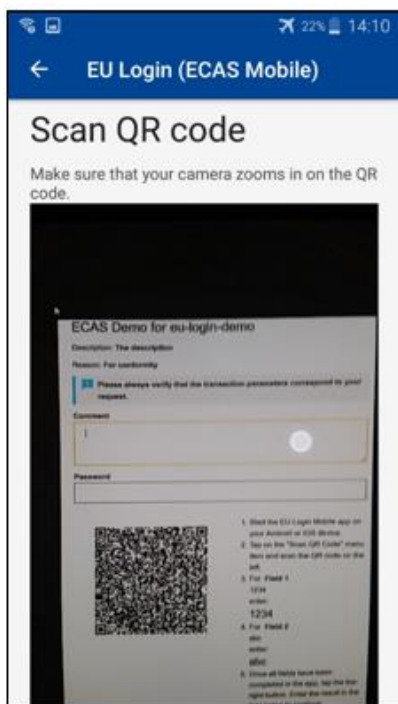 22% 14:10
EU Login (ECAS Mobile)
Scan QR code
Make sure that your camera zooms in on the QR
code.
ECAS Demo for eu-login-demo
Description: The description
Reason: For conformity
Please always verify that the transaction parameters correspond to your
request.
Comment
Password
1. Start the EU Login Mobile app on
your Android or iOS device.
2. Tap on the "Scan QR Code" menu
item and scan the QR code on the
left.
3. For Field 1
1234
enter:
1234
4. For Field 2
abc
enter:
abc
5. Once all fields have been
completed in the app, tap the top
right button. Enter the result in the